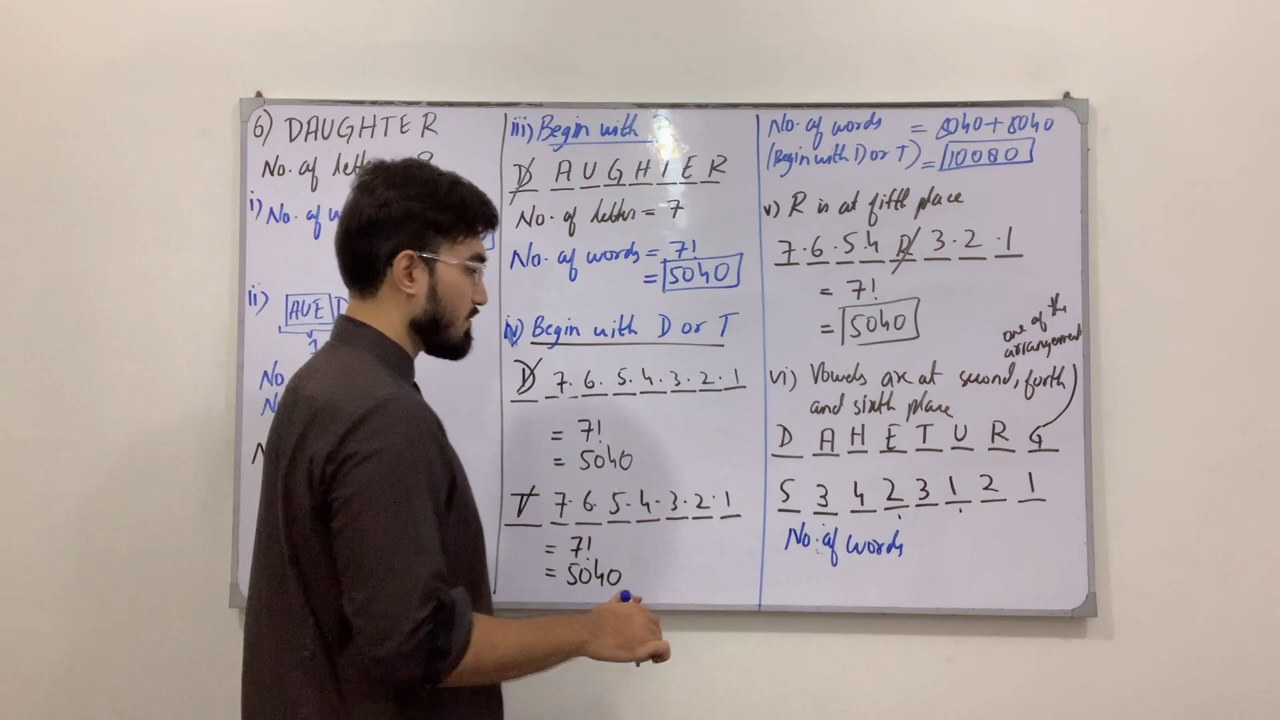 6) DAUGHTER
No. of
i) No. of
ii) AUE D
No
No
N
iii) Begin with
D A U G H T E R
No. of letters = 7
No. of words = 7!
= 5040
iv) Begin with D or T
D 7. 6. 5. 4. 3. 2. 1
= 7!
= 5040
T 7. 6. 5. 4. 3. 2. 1
= 7!
= 5040
No. of words = 5040 + 5040
(Begin with D or T) = 10080
v) R is at fifth place
7. 6. 5. 4 R 3. 2. 1
= 7!
= 5040
one of the
arrangement
vi) Vowels are at second, forth
and sixth place
D A H E T U R G
5 3 4 2 3 1 2 1
No. of words